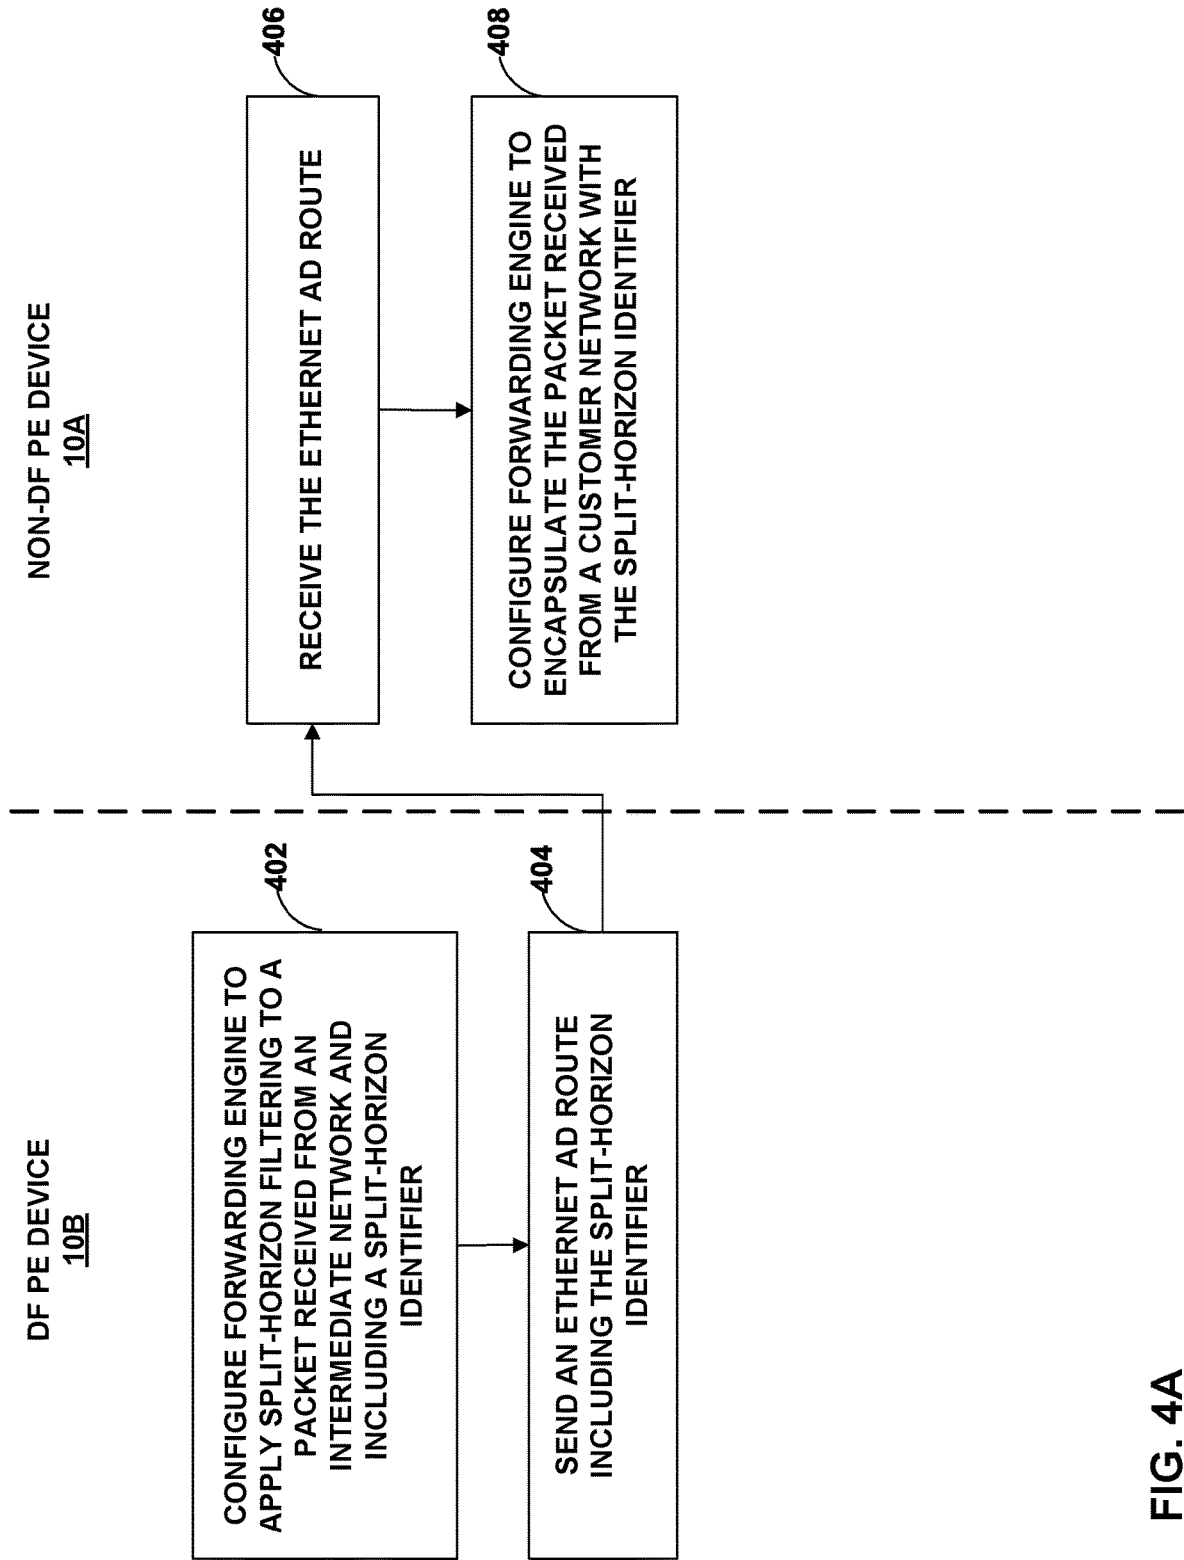 DF PE DEVICE
10B
CONFIGURE FORWARDING ENGINE TO
APPLY SPLIT-HORIZON FILTERING TO A
PACKET RECEIVED FROM AN
INTERMEDIATE NETWORK AND
INCLUDING A SPLIT-HORIZON
IDENTIFIER
402
SEND AN ETHERNET AD ROUTE
INCLUDING THE SPLIT-HORIZON
IDENTIFIER
404
NON-DF PE DEVICE
10A
RECEIVE THE ETHERNET AD ROUTE
406
CONFIGURE FORWARDING ENGINE TO
ENCAPSULATE THE PACKET RECEIVED
FROM A CUSTOMER NETWORK WITH
THE SPLIT-HORIZON IDENTIFIER
408
FIG. 4A